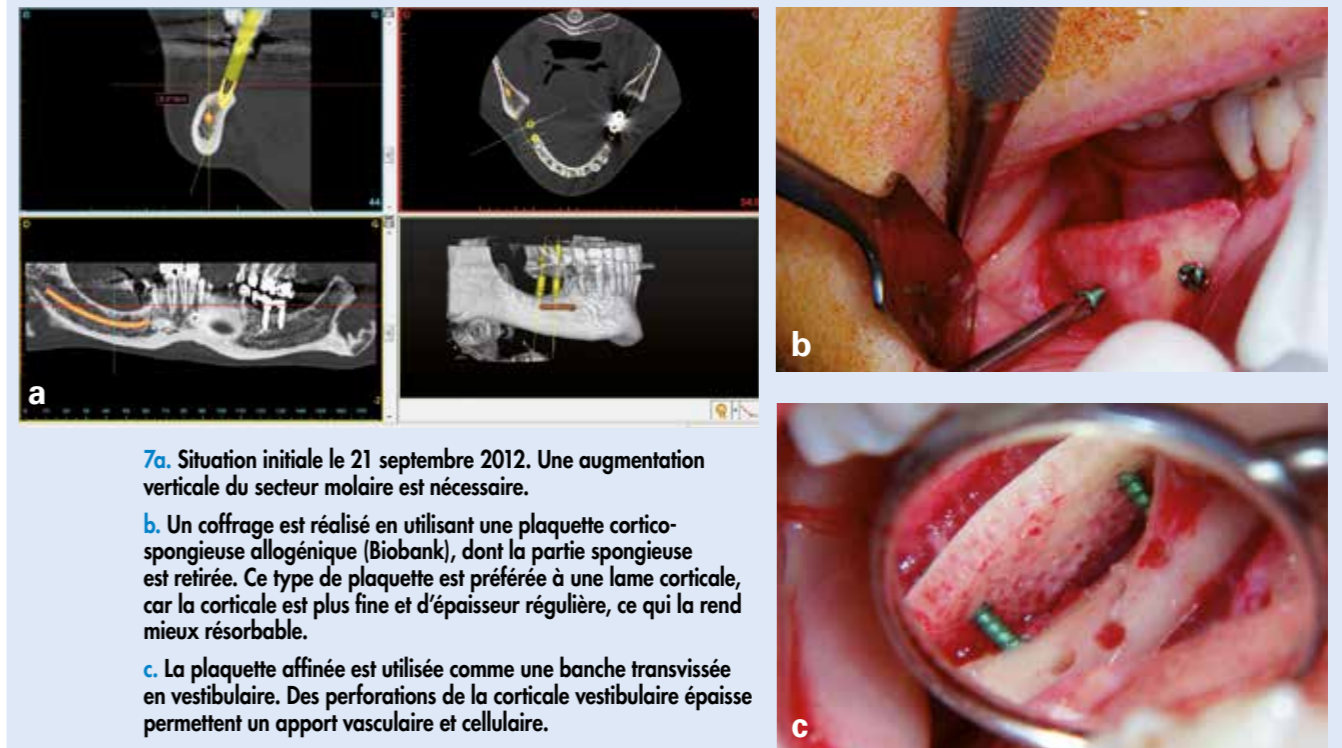 a
b
c
44
7a. Situation initiale le 21 septembre 2012. Une augmentation
verticale du secteur molaire est nécessaire.
b. Un coffrage est réalisé en utilisant une plaquette cortico-
spongieuse allogénique (Biobank), dont la partie spongieuse
est retirée. Ce type de plaquette est préférée à une lame corticale,
car la corticale est plus fine et d’épaisseur régulière, ce qui la rend
mieux résorbable.
c. La plaquette affinée est utilisée comme une banche transvissée
en vestibulaire. Des perforations de la corticale vestibulaire épaisse
permettent un apport vasculaire et cellulaire.